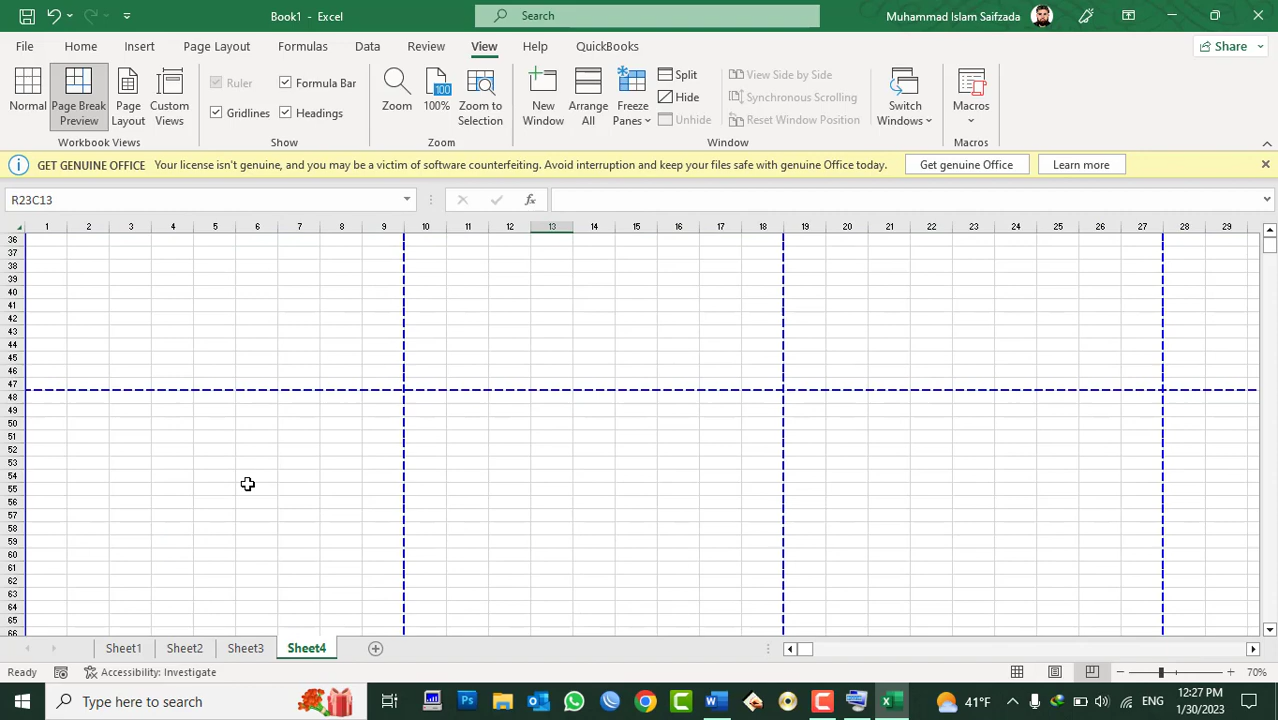 Book1 - Excel
Search
Muhammad Islam Saifzada
File Home Insert Page Layout Formulas Data Review View Help QuickBooks Share
Normal
Page Break Preview
Page Layout
Custom Views
Ruler
Formula Bar
Gridlines
Headings
Zoom
100
100%
Zoom to Selection
New Window
Arrange All
Freeze Panes
Split
Hide
Unhide
View Side by Side
Synchronous Scrolling
Reset Window Position
Switch Windows
Macros
Workbook Views Show Zoom Window Macros
GET GENUINE OFFICE Your license isn't genuine, and you may be a victim of software counterfeiting. Avoid interruption and keep your files safe with genuine Office today. Get genuine Office Learn more
R23C13 fx
1 2 3 4 5 6 7 8 9 10 11 12 13 14 15 16 17 18 19 20 21 22 23 24 25 26 27 28 29
36
37
38
39
40
41
42
43
44
45
46
47
48
49
50
51
52
53
54
55
56
57
58
59
60
61
62
63
64
65
66
Sheet1 Sheet2 Sheet3 Sheet4
Ready Accessibility: Investigate 70%
Type here to search
41°F
ENG
12:27 PM
1/30/2023